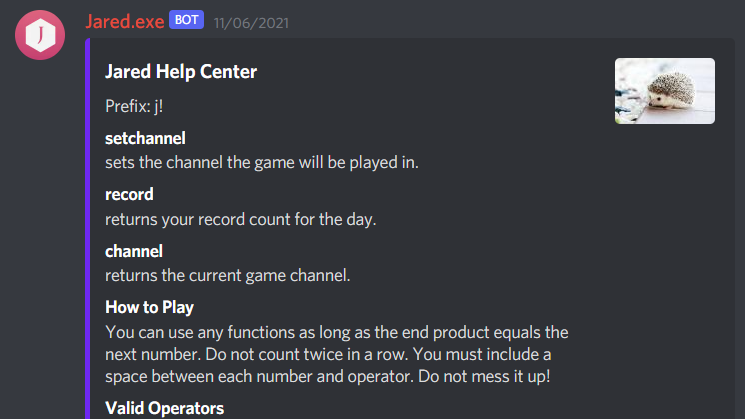 Jared.exe BOT 11/06/2021
J
Jared Help Center
Prefix: j!
setchannel
sets the channel the game will be played in.
record
returns your record count for the day.
channel
returns the current game channel.
How to Play
You can use any functions as long as the end product equals the
next number. Do not count twice in a row. You must include a
space between each number and operator. Do not mess it up!
Valid Operators